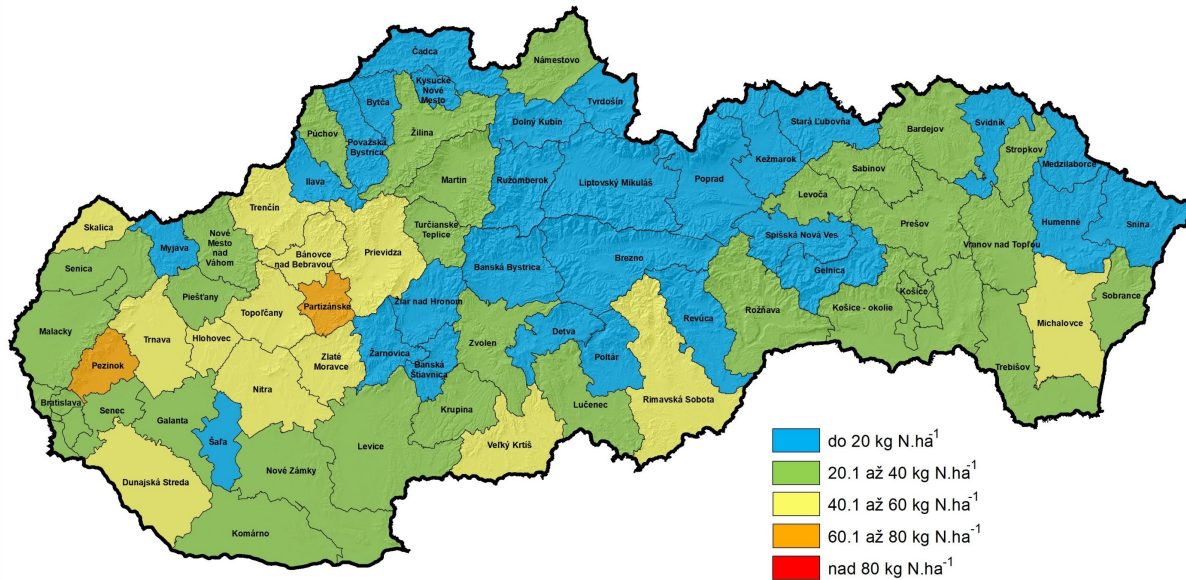 Čadca
Námestovo
Kysucké
Nové
Mesto
Bytča
Tvrdošín
Dolný Kubín
Stará Ľubovňa
Svidník
Bardejov
Púchov
Žilina
Považská
Bystrica
Stropkov
Medzilaborce
Kežmarok
Sabinov
Ilava
Martin
Ružomberok
Liptovský Mikuláš
Poprad
Levoča
Trenčín
Turčianske
Teplice
Prešov
Humenné
Snina
Skalica
Myjava
Nové
Mesto
nad
Váhom
Bánovce
nad Bebravou
Prievidza
Spišská Nová Ves
Vranov nad Topľou
Senica
Banská Bystrica
Brezno
Gelnica
Piešťany
Partizánske
Žiar nad Hronom
Košice
Sobrance
Malacky
Topoľčany
Revúca
Rožňava
Košice - okolie
Michalovce
Trnava
Hlohovec
Zvolen
Detva
Pezinok
Zlaté
Moravce
Žarnovica
Banská
Štiavnica
Poltár
Trebišov
Nitra
Rimavská Sobota
Bratislava
Senec
Galanta
Krupina
Lučenec
Šaľa
Levice
Veľký Krtíš
Nové Zámky
Dunajská Streda
Komárno
do 20 kg N.ha-1
20.1 až 40 kg N.ha-1
40.1 až 60 kg N.ha-1
60.1 až 80 kg N.ha-1
nad 80 kg N.ha-1